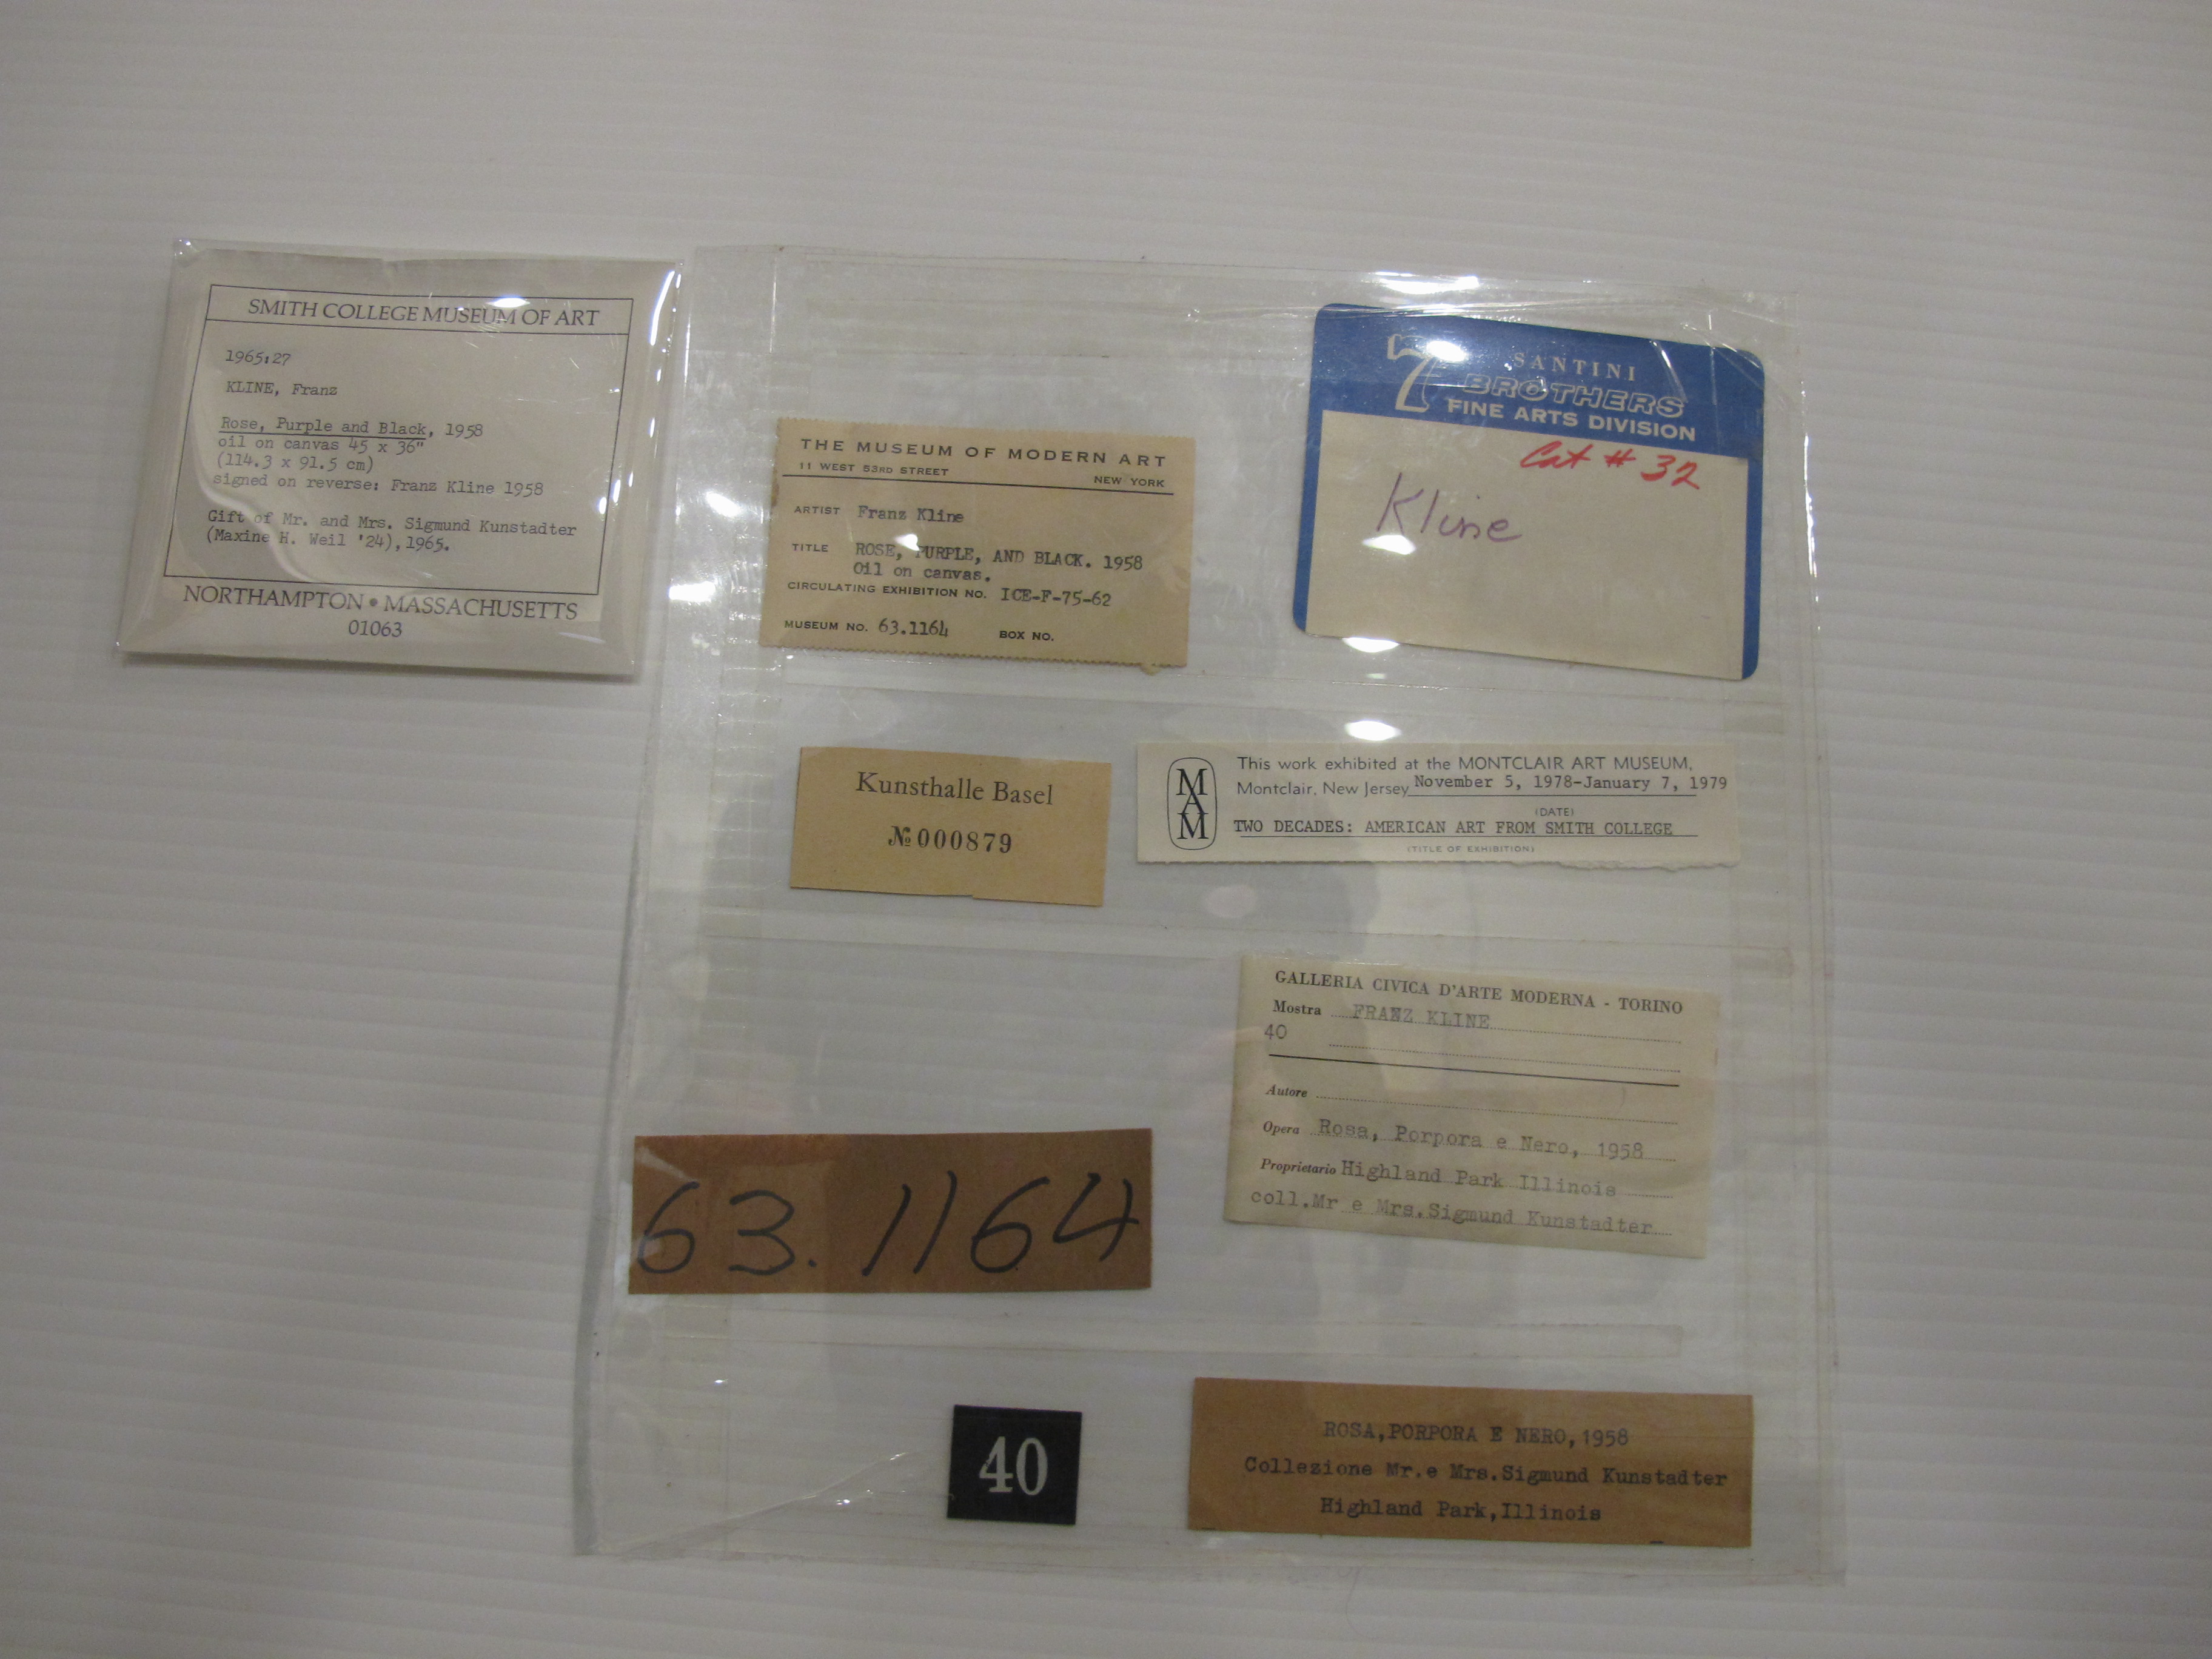 SMITH COLLEGE MUSEUM OF ART
1965:27
KLINE, Franz
Rose, Purple and Black, 1958
oil on canvas 45 x 36"
(114.3 x 91.5 cm)
signed on reverse: Franz Kline 1958
Gift of Mr. and Mrs. Sigmund Kunstadter
(Maxine H. Weil '24), 1965.
NORTHAMPTON • MASSACHUSETTS
01063
THE MUSEUM OF MODERN ART
11 WEST 53RD STREET
NEW YORK
ARTIST Franz Kline
TITLE ROSE, PURPLE, AND BLACK. 1958
Oil on canvas.
CIRCULATING EXHIBITION NO. ICE-F-75-62
MUSEUM NO. 63.1164 BOX NO.
7 SANTINI
BROTHERS
FINE ARTS DIVISION
Cat # 32
Kline
Kunsthalle Basel
№ 000879
MAM
This work exhibited at the MONTCLAIR ART MUSEUM,
Montclair, New Jersey November 5, 1978-January 7, 1979
(DATE)
TWO DECADES: AMERICAN ART FROM SMITH COLLEGE
(TITLE OF EXHIBITION)
GALLERIA CIVICA D'ARTE MODERNA - TORINO
Mostra FRANZ KLINE
40
Autore
Opera Rosa, Porpora e Nero, 1958
Proprietario Highland Park Illinois
coll.Mr e Mrs.Sigmund Kunstadter
63.1164
40
ROSA,PORPORA E NERO,1958
Collezione Mr.e Mrs.Sigmund Kunstadter
Highland Park,Illinois